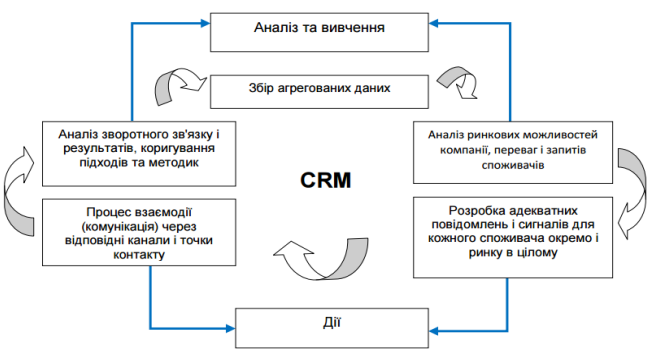 Аналіз та вивчення
Збір агрегованих даних
Аналіз зворотного зв'язку і
результатів, коригування
підходів та методик
Аналіз ринкових можливостей
компанії, переваг і запитів
споживачів
CRM
Процес взаємодії
(комунікація) через
відповідні канали і точки
контакту
Розробка адекватних
повідомлень і сигналів для
кожного споживача окремо і
ринку в цілому
Дії